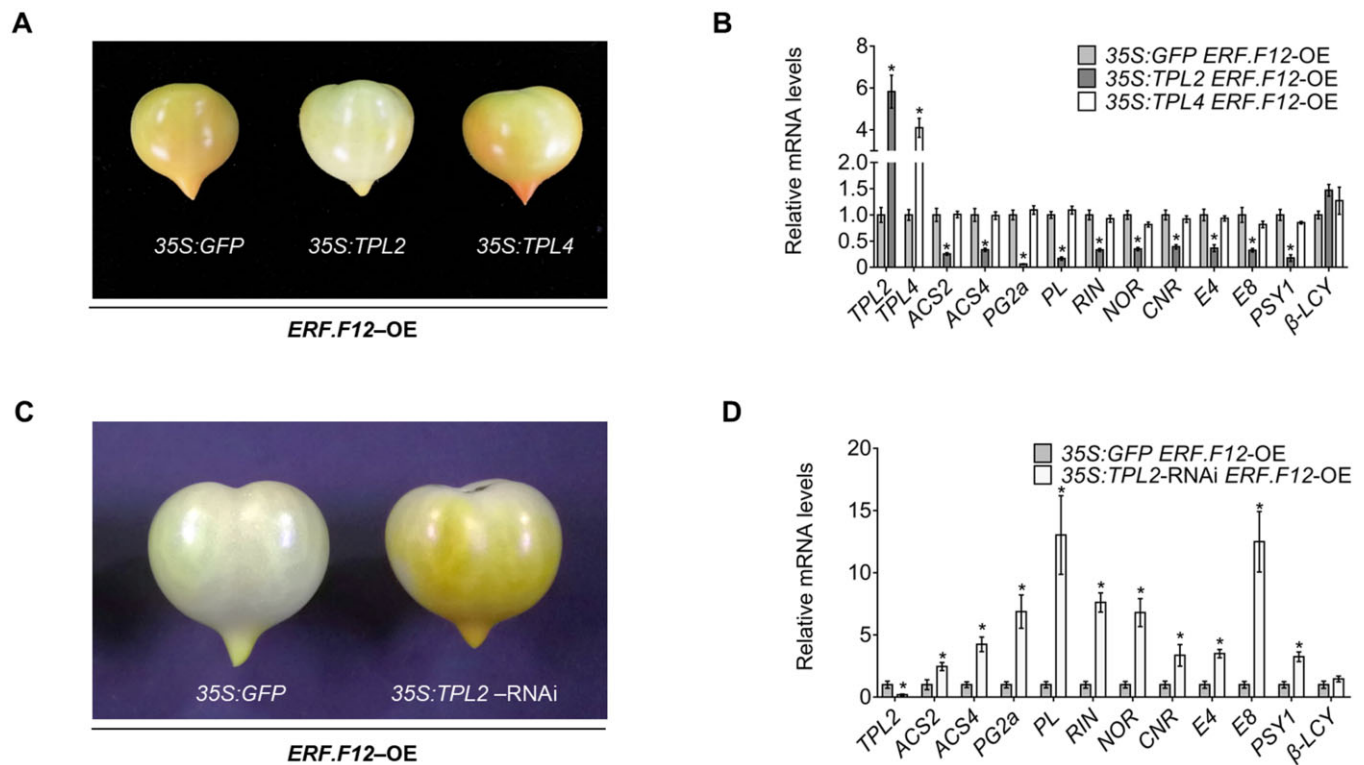 A
35S:GFP 35S:TPL2 35S:TPL4
ERF.F12–OE
B
Relative mRNA levels
8
6
4
2.0
1.5
1.0
0.5
0
35S:GFP ERF.F12-OE
35S:TPL2 ERF.F12-OE
35S:TPL4 ERF.F12-OE
* * * * * * * * * * * *
TPL2 TPL4 ACS2 ACS4 PG2a PL RIN NOR CNR E4 E8 PSY1 β-LCY
C
35S:GFP 35S:TPL2 –RNAi
ERF.F12–OE
D
Relative mRNA levels
20
15
10
5
0
35S:GFP ERF.F12-OE
35S:TPL2-RNAi ERF.F12-OE
* * * * * * * * * * *
TPL2 ACS2 ACS4 PG2a PL RIN NOR CNR E4 E8 PSY1 β-LCY